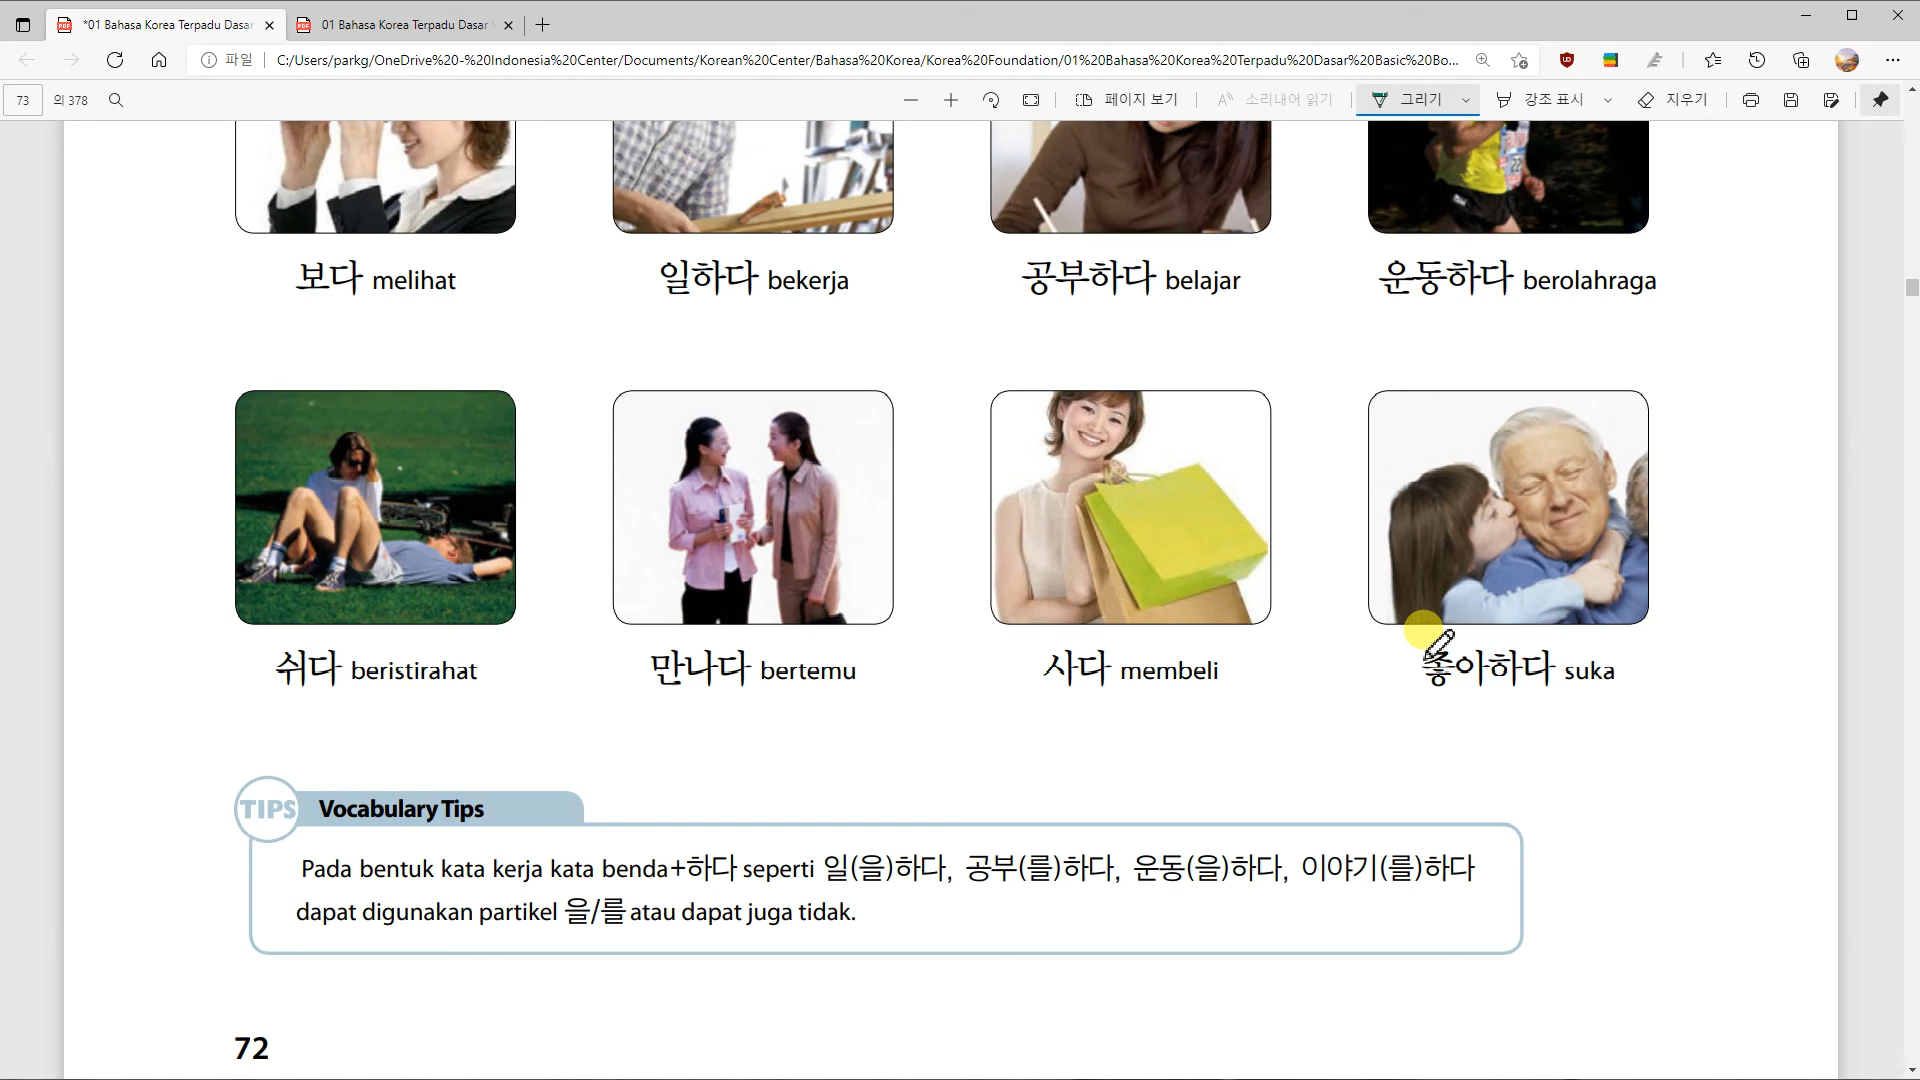 *01 Bahasa Korea Terpadu Dasar
01 Bahasa Korea Terpadu Dasar
파일
C:/Users/parkg/OneDrive%20-%20Indonesia%20Center/Documents/Korean%20Center/Bahasa%20Korea/Korea%20Foundation/01%20Bahasa%20Korea%20Terpadu%20Dasar%20Basic%20Bo...
73 의 378
페이지 보기
소리내어 읽기
그리기
강조 표시
지우기
보다 melihat
일하다 bekerja
공부하다 belajar
운동하다 berolahraga
쉬다 beristirahat
만나다 bertemu
사다 membeli
좋아하다 suka
TIPS Vocabulary Tips
Pada bentuk kata kerja kata benda+하다 seperti 일(을)하다, 공부(를)하다, 운동(을)하다, 이야기(를)하다
dapat digunakan partikel 을/를 atau dapat juga tidak.
72